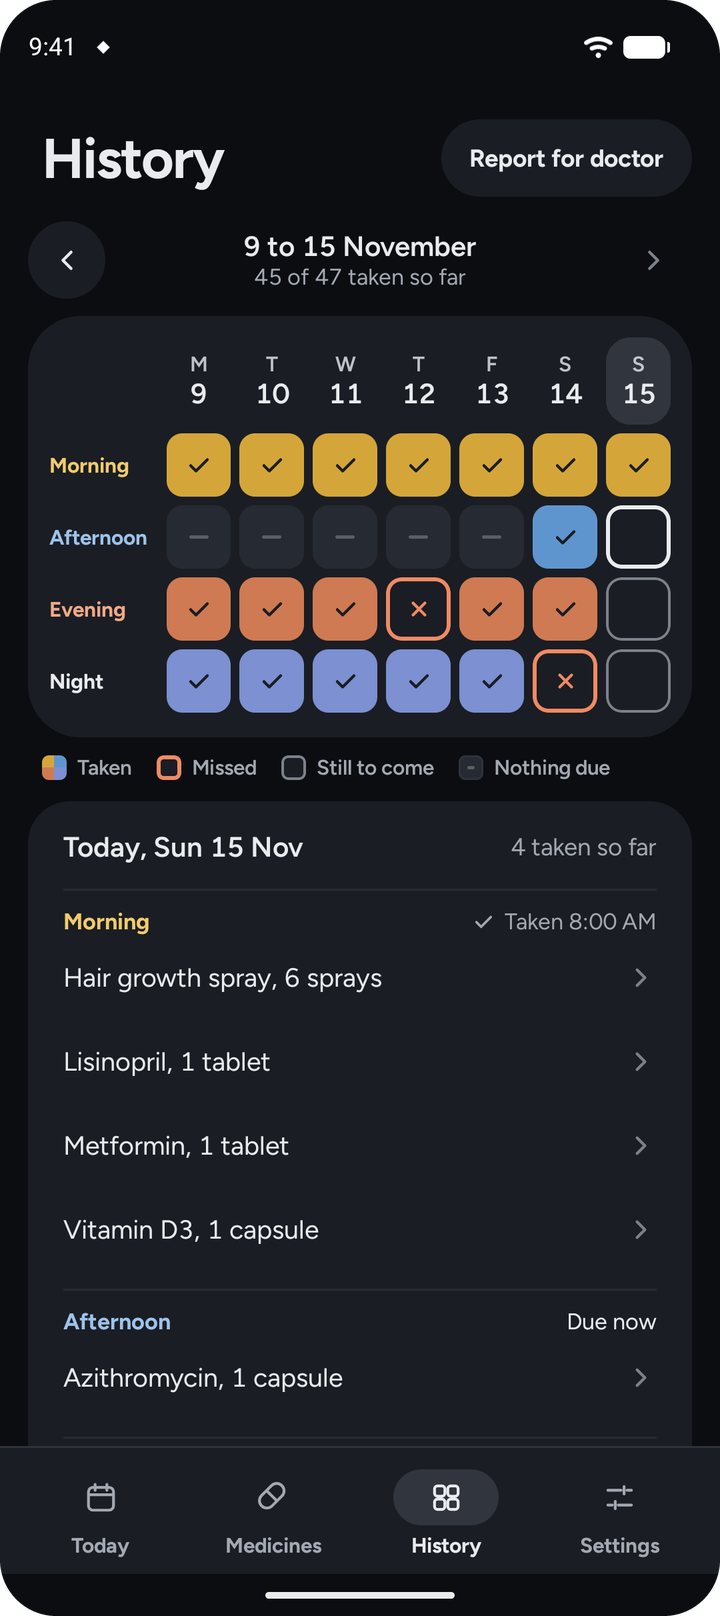 9:41
History
Report for doctor
9 to 15 November
45 of 47 taken so far
M T W T F S S
9 10 11 12 13 14 15
Morning
Afternoon
Evening
Night
Taken Missed Still to come Nothing due
Today, Sun 15 Nov 4 taken so far
Morning Taken 8:00 AM
Hair growth spray, 6 sprays
Lisinopril, 1 tablet
Metformin, 1 tablet
Vitamin D3, 1 capsule
Afternoon Due now
Azithromycin, 1 capsule
Today Medicines History Settings